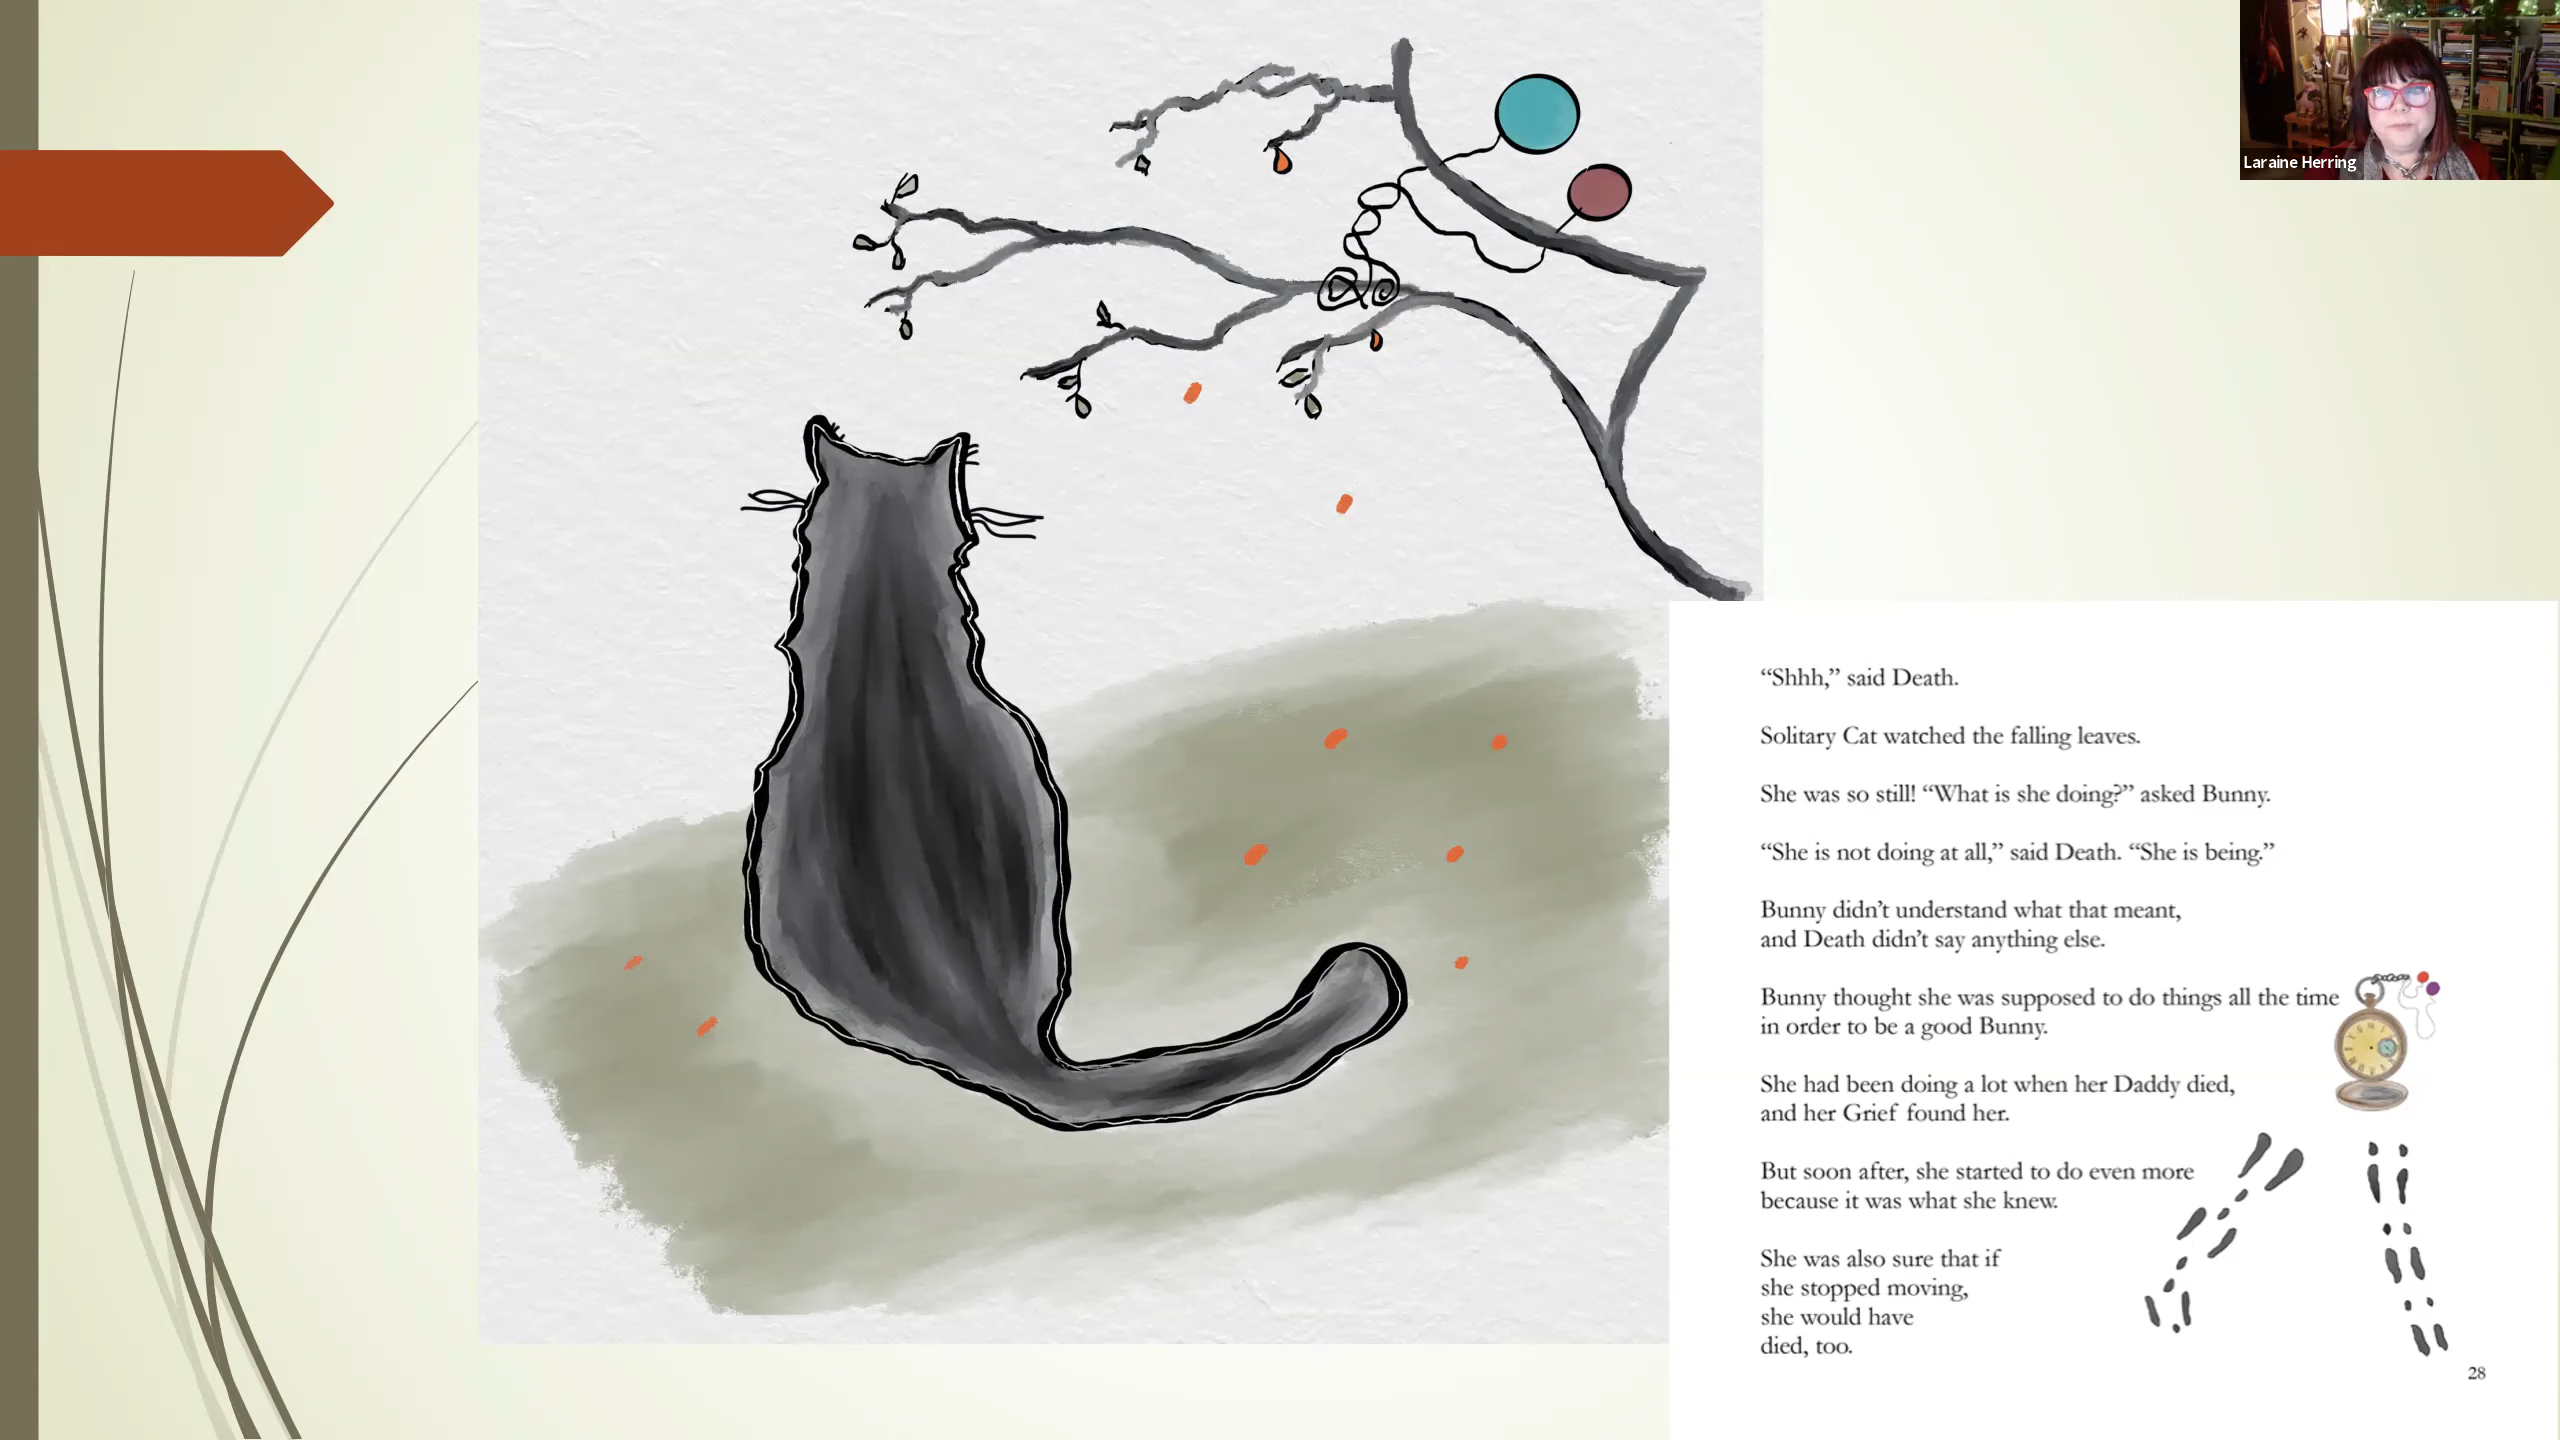 Laraine Herring
“Shhh,” said Death.
Solitary Cat watched the falling leaves.
She was so still! “What is she doing?” asked Bunny.
“She is not doing at all,” said Death. “She is being.”
Bunny didn’t understand what that meant,
and Death didn’t say anything else.
Bunny thought she was supposed to do things all the time
in order to be a good Bunny.
She had been doing a lot when her Daddy died,
and her Grief found her.
But soon after, she started to do even more
because it was what she knew.
She was also sure that if
she stopped moving,
she would have
died, too.
28